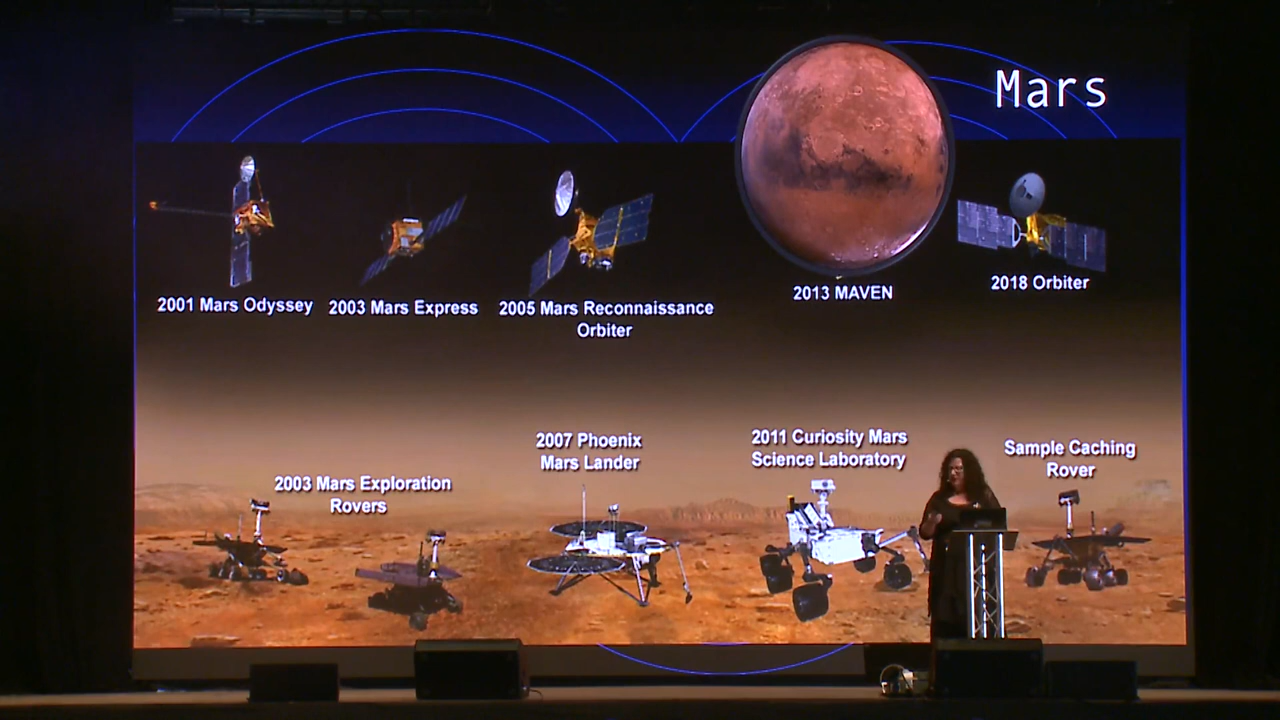 Mars
2001 Mars Odyssey
2003 Mars Express
2005 Mars Reconnaissance
Orbiter
2013 MAVEN
2018 Orbiter
2003 Mars Exploration
Rovers
2007 Phoenix
Mars Lander
2011 Curiosity Mars
Science Laboratory
Sample Caching
Rover